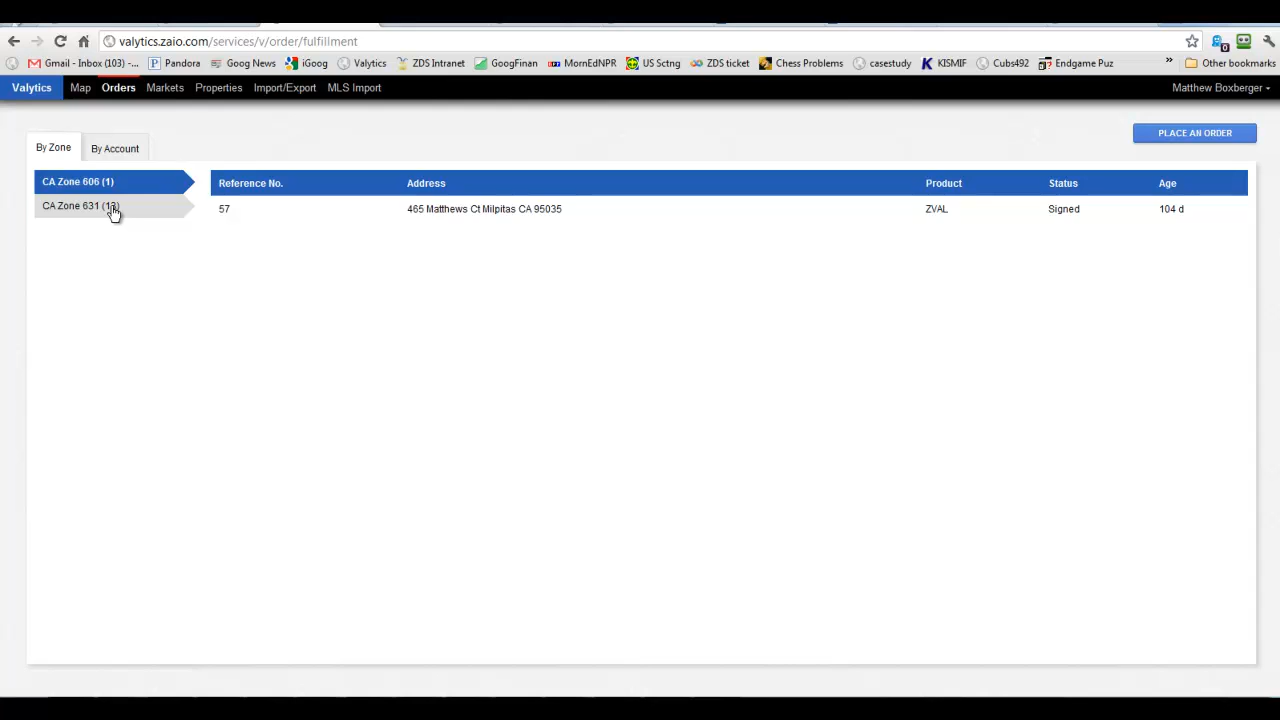 valytics.zaio.com/services/v/order/fulfillment
0
Gmail - Inbox (103) -...
Pandora
Goog News
iGoog
Valytics
ZDS Intranet
GoogFinan
MornEdNPR
US Sctng
ZDS ticket
Chess Problems
casestudy
KISMIF
Cubs492
Endgame Puz
»
Other bookmarks
Valytics
Map
Orders
Markets
Properties
Import/Export
MLS Import
Matthew Boxberger
PLACE AN ORDER
By Zone
By Account
CA Zone 606 (1)
CA Zone 631
Reference No.
Address
Product
Status
Age
57
465 Matthews Ct Milpitas CA 95035
ZVAL
Signed
104 d